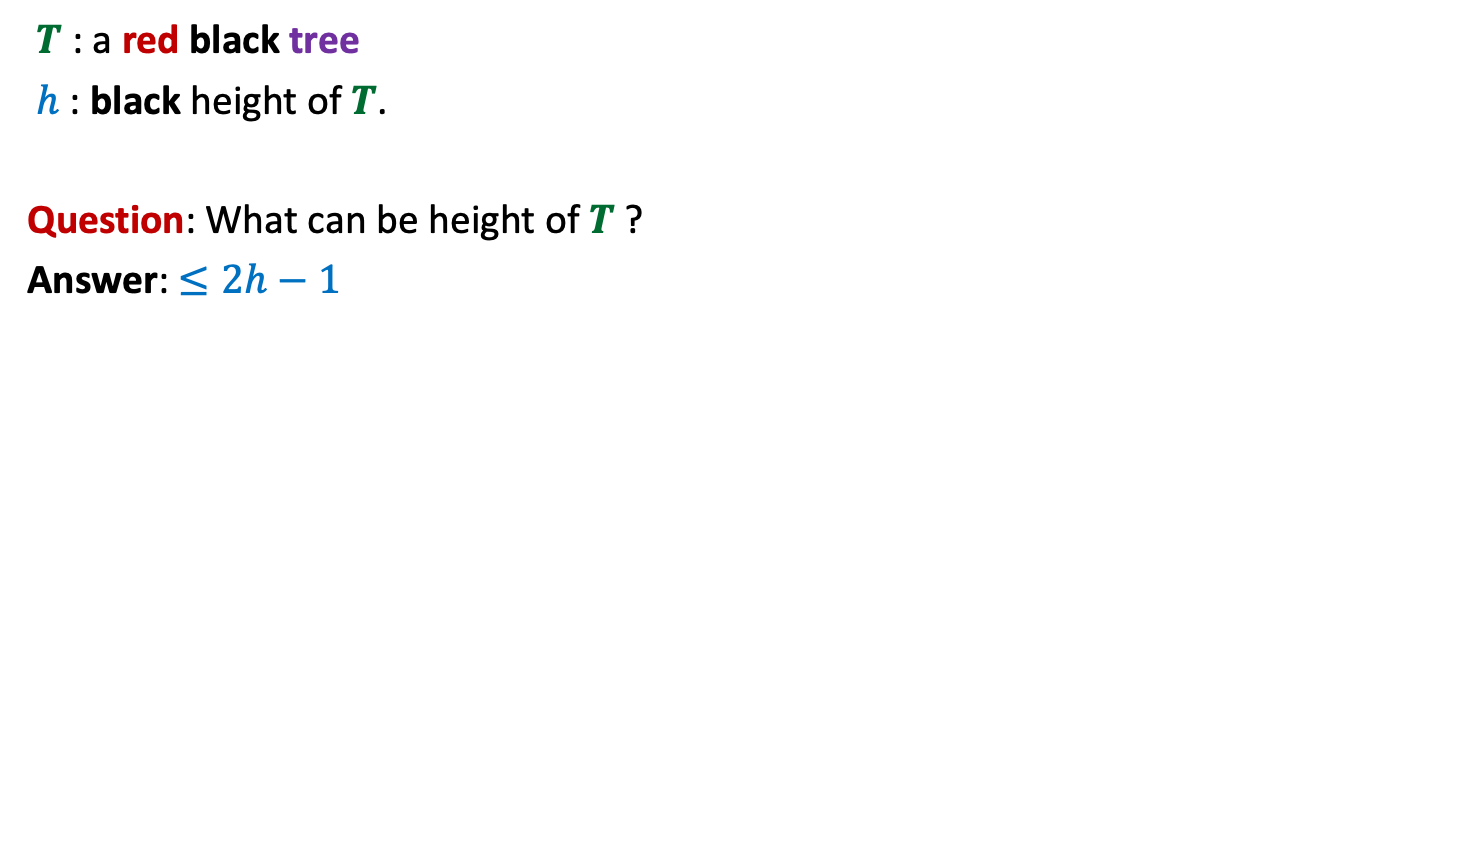 T : a red black tree
h : black height of T.
Question: What can be height of T ?
Answer: ≤ 2h − 1